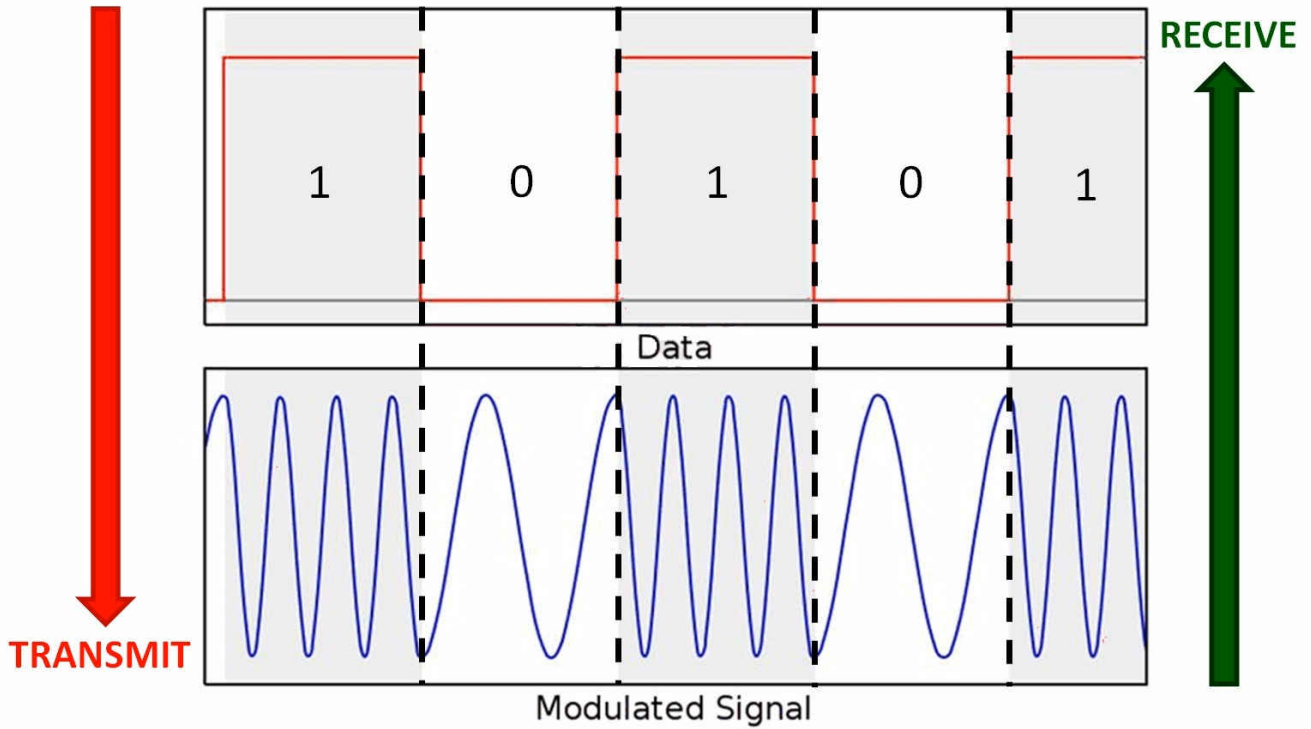 RECEIVE
1 0 1 0 1
Data
TRANSMIT
Modulated Signal